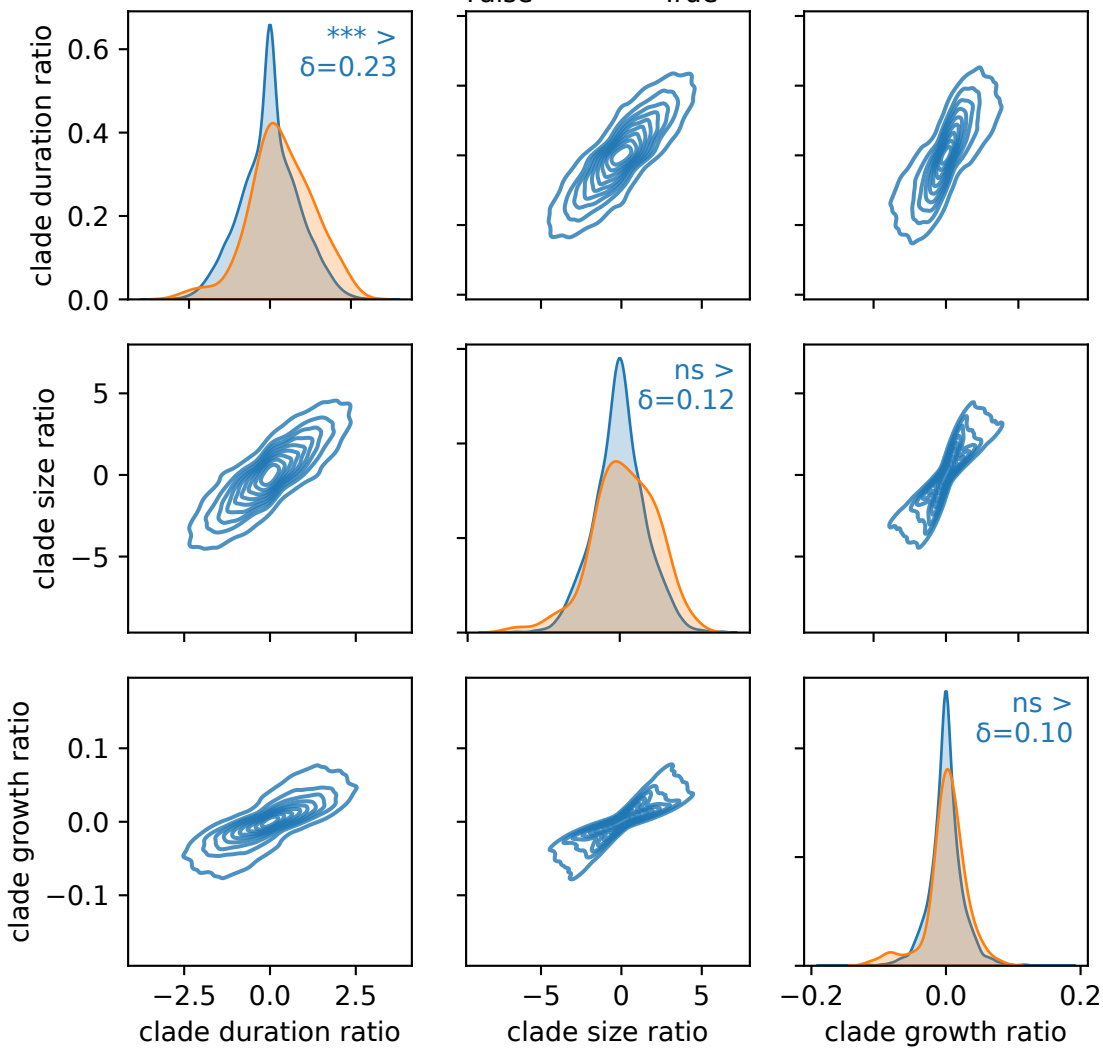 False True
clade duration ratio
0.6
0.4
0.2
0.0
*** >
δ=0.23
clade size ratio
5
0
−5
ns >
δ=0.12
clade growth ratio
0.1
0.0
−0.1
ns >
δ=0.10
−2.5 0.0 2.5
−5 0 5
−0.2 0.0 0.2
clade duration ratio
clade size ratio
clade growth ratio